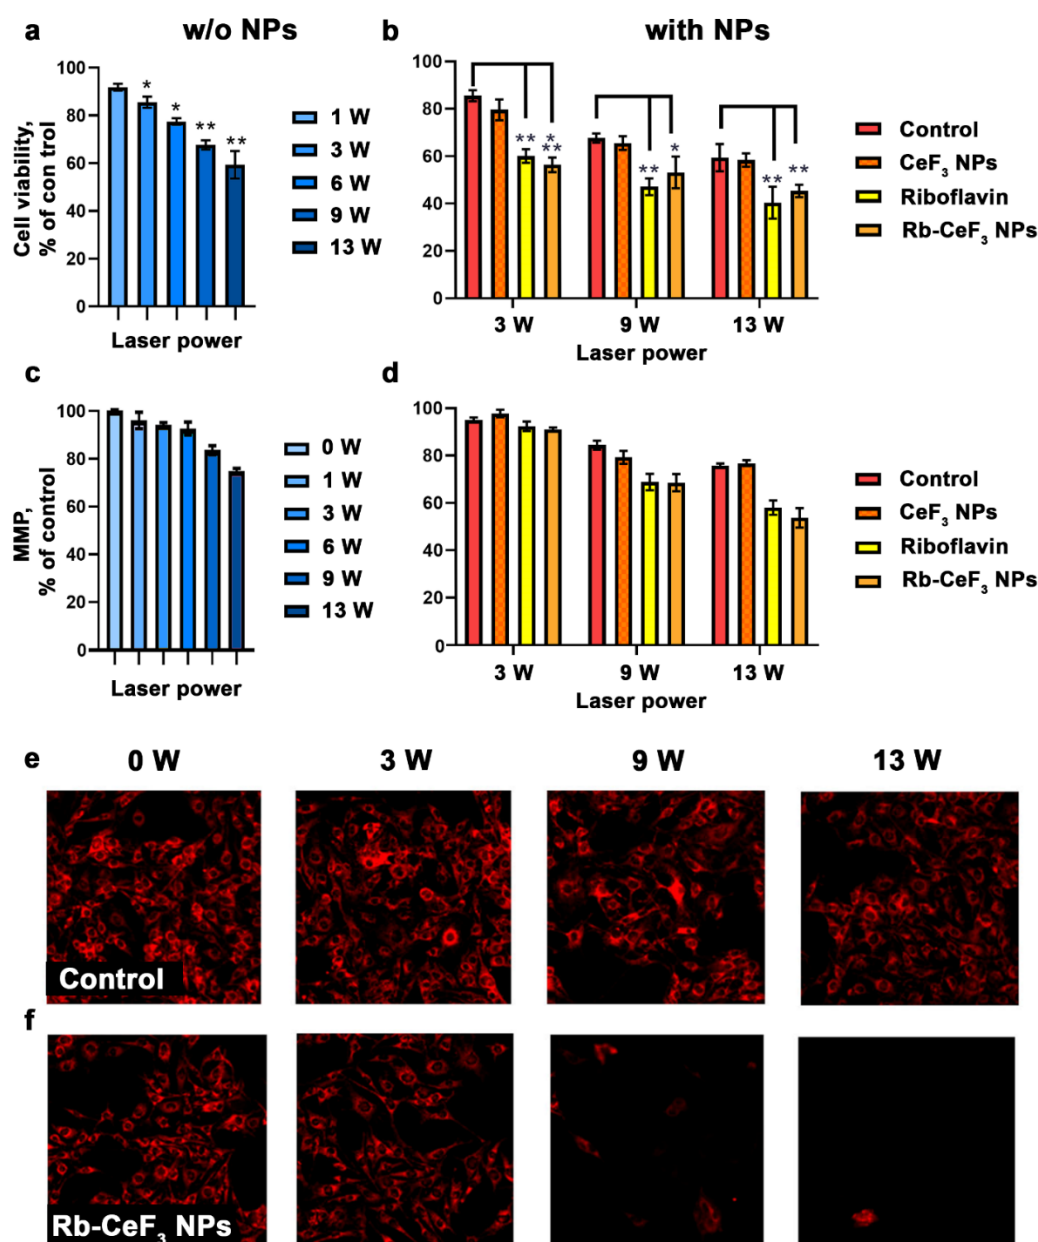 a
w/o NPs
b
with NPs
Cell viability,
% of con trol
100
80
60
40
20
0
*
*
**
**
Laser power
1 W
3 W
6 W
9 W
13 W
100
80
60
40
20
0
**
*
**
**
*
**
**
3 W
9 W
13 W
Laser power
Control
CeF₃ NPs
Riboflavin
Rb-CeF₃ NPs
c
MMP,
% of control
100
80
60
40
20
0
Laser power
0 W
1 W
3 W
6 W
9 W
13 W
d
100
80
60
40
20
0
3 W
9 W
13 W
Laser power
Control
CeF₃ NPs
Riboflavin
Rb-CeF₃ NPs
e
0 W
3 W
9 W
13 W
Control
f
Rb-CeF₃ NPs